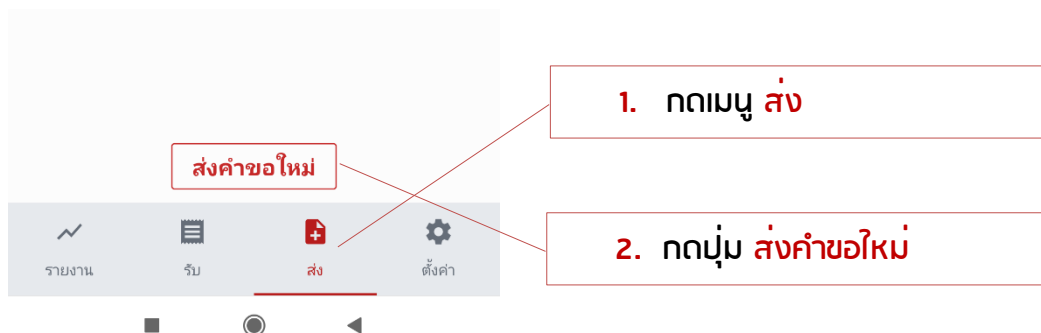 1. กดเมนู ส่ง
ส่งคำขอใหม่
2. กดปุ่ม ส่งคำขอใหม่
รายงาน รับ ส่ง ตั้งค่า